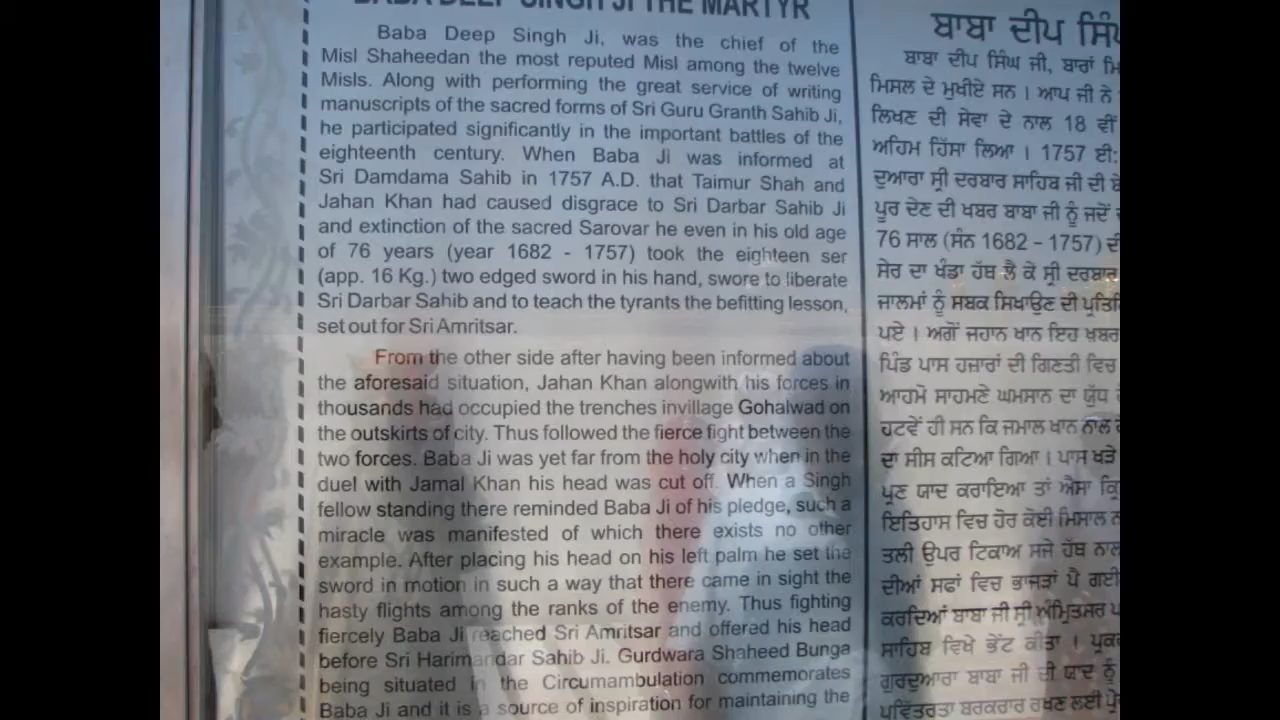 BABA DEEP SINGH JI THE MARTYR
Baba Deep Singh Ji, was the chief of the
Misl Shaheedan the most reputed Misl among the twelve
Misls. Along with performing the great service of writing
manuscripts of the sacred forms of Sri Guru Granth Sahib Ji,
he participated significantly in the important battles of the
eighteenth century. When Baba Ji was informed at
Sri Damdama Sahib in 1757 A.D. that Taimur Shah and
Jahan Khan had caused disgrace to Sri Darbar Sahib Ji
and extinction of the sacred Sarovar he even in his old age
of 76 years (year 1682 - 1757) took the eighteen ser
(app. 16 Kg.) two edged sword in his hand, swore to liberate
Sri Darbar Sahib and to teach the tyrants the befitting lesson,
set out for Sri Amritsar.
From the other side after having been informed about
the aforesaid situation, Jahan Khan alongwith his forces in
thousands had occupied the trenches invillage Gohalwad on
the outskirts of city. Thus followed the fierce fight between the
two forces. Baba Ji was yet far from the holy city when in the
duel with Jamal Khan his head was cut off. When a Singh
fellow standing there reminded Baba Ji of his pledge, such a
miracle was manifested of which there exists no other
example. After placing his head on his left palm he set the
sword in motion in such a way that there came in sight the
hasty flights among the ranks of the enemy. Thus fighting
fiercely Baba Ji reached Sri Amritsar and offered his head
before Sri Harimandar Sahib Ji. Gurdwara Shaheed Bunga
being situated in the Circumambulation commemorates
Baba Ji and it is a source of inspiration for maintaining the
ਬਾਬਾ ਦੀਪ ਸਿੰਘ
ਬਾਬਾ ਦੀਪ ਸਿੰਘ ਜੀ, ਬਾਰਾਂ
ਮਿਸਲ ਦੇ ਮੁਖੀਏ ਸਨ । ਆਪ ਜੀ ਨੇ
ਲਿਖਣ ਦੀ ਸੇਵਾ ਦੇ ਨਾਲ 18 ਵੀਂ
ਅਹਿਮ ਹਿੱਸਾ ਲਿਆ । 1757 ਈ:
ਦੁਆਰਾ ਸ੍ਰੀ ਦਰਬਾਰ ਸਾਹਿਬ ਜੀ ਦੀ
ਪੂਰ ਦੇਣ ਦੀ ਖਬਰ ਬਾਬਾ ਜੀ ਨੂੰ ਜਦੋਂ
76 ਸਾਲ (ਸੰਨ 1682 - 1757) ਦੀ
ਸੇਰ ਦਾ ਖੰਡਾ ਹੱਥ ਲੈ ਕੇ ਸ੍ਰੀ ਦਰਬਾਰ
ਜਾਲਮਾਂ ਨੂੰ ਸਬਕ ਸਿਖਾਉਣ ਦੀ
ਪਏ । ਅਗੋਂ ਜਹਾਨ ਖਾਨ ਇਹ ਖ਼ਬਰ
ਪਿੰਡ ਪਾਸ ਹਜ਼ਾਰਾਂ ਦੀ ਗਿਣਤੀ ਵਿਚ
ਆਹਮੋ ਸਾਹਮਣੇ ਘਮਸਾਨ ਦਾ ਯੁੱਧ
ਹਟਵੇਂ ਹੀ ਸਨ ਕਿ ਜਮਾਲ ਖਾਨ ਨਾਲ
ਦਾ ਸੀਸ ਕਟਿਆ ਗਿਆ । ਪਾਸ ਖੜੇ
ਪ੍ਰਣ ਯਾਦ ਕਰਾਇਆ ਤਾਂ ਐਸਾ
ਇਤਿਹਾਸ ਵਿਚ ਹੋਰ ਕੋਈ ਮਿਸਾਲ
ਤਲੀ ਉਪਰ ਟਿਕਾਅ ਸਜੇ ਹੱਥ ਨਾਲ
ਦੀਆਂ ਸਫਾਂ ਵਿਚ ਭਾਜੜਾਂ ਪੈ ਗਈ
ਕਰਦਿਆਂ ਬਾਬਾ ਜੀ ਸ੍ਰੀ ਅੰਮ੍ਰਿਤਸਰ
ਸਾਹਿਬ ਵਿਖੇ ਭੇਂਟ ਕੀਤਾ ।
ਗੁਰਦੁਆਰਾ ਬਾਬਾ ਜੀ ਦੀ ਯਾਦ ਨੂੰ
ਪਵਿੱਤਰਤਾ ਬਰਕਰਾਰ ਰਖਣ ਲਈ